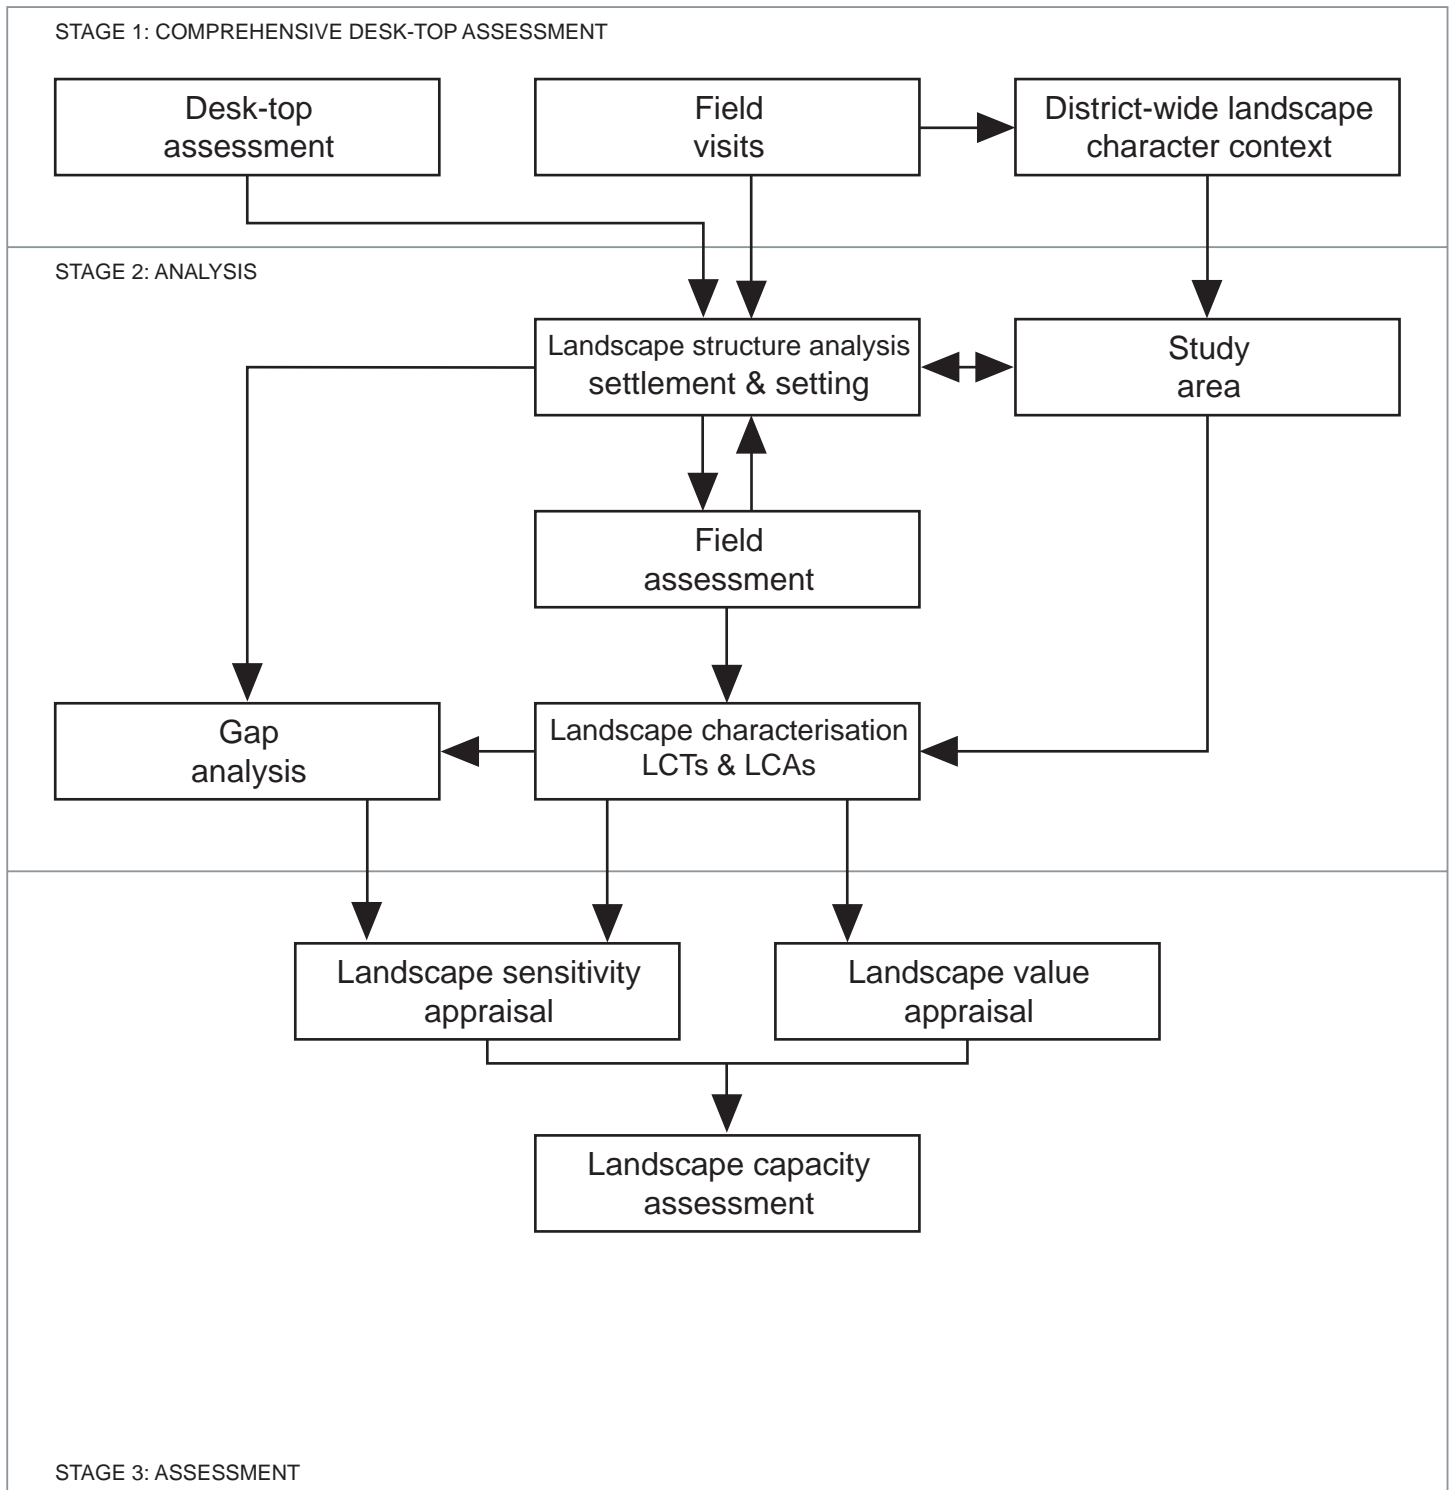 STAGE 1: COMPREHENSIVE DESK-TOP ASSESSMENT
Desk-top
assessment
Field
visits
District-wide landscape
character context
STAGE 2: ANALYSIS
Landscape structure analysis
settlement & setting
Study
area
Field
assessment
Gap
analysis
Landscape characterisation
LCTs & LCAs
Landscape sensitivity
appraisal
Landscape value
appraisal
Landscape capacity
assessment
STAGE 3: ASSESSMENT